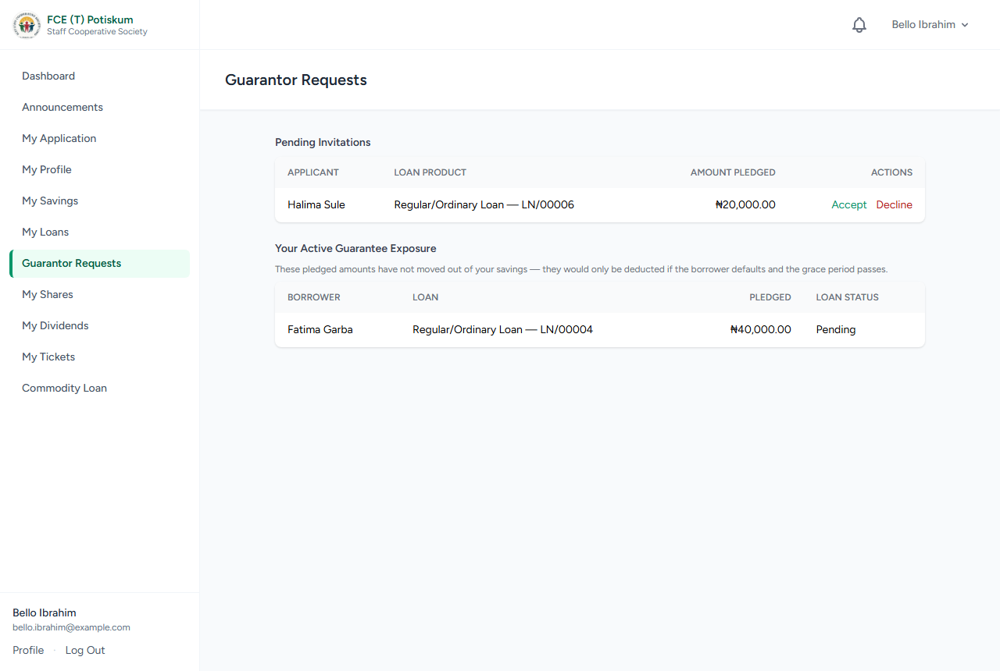 FCE (T) Potiskum
Staff Cooperative Society
Bello Ibrahim
Dashboard
Announcements
My Application
My Profile
My Savings
My Loans
Guarantor Requests
My Shares
My Dividends
My Tickets
Commodity Loan
Bello Ibrahim
bello.ibrahim@example.com
Profile · Log Out
Guarantor Requests
Pending Invitations
APPLICANT LOAN PRODUCT AMOUNT PLEDGED ACTIONS
Halima Sule Regular/Ordinary Loan — LN/00006 ₦20,000.00 Accept Decline
Your Active Guarantee Exposure
These pledged amounts have not moved out of your savings — they would only be deducted if the borrower defaults and the grace period passes.
BORROWER LOAN PLEDGED LOAN STATUS
Fatima Garba Regular/Ordinary Loan — LN/00004 ₦40,000.00 Pending